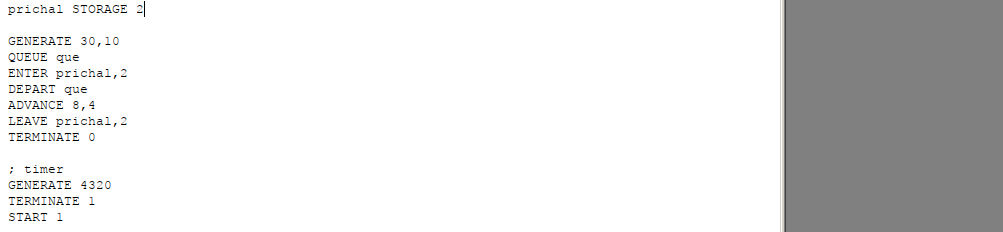 prichal STORAGE 2
GENERATE 30,10
QUEUE que
ENTER prichal,2
DEPART que
ADVANCE 8,4
LEAVE prichal,2
TERMINATE 0
; timer
GENERATE 4320
TERMINATE 1
START 1